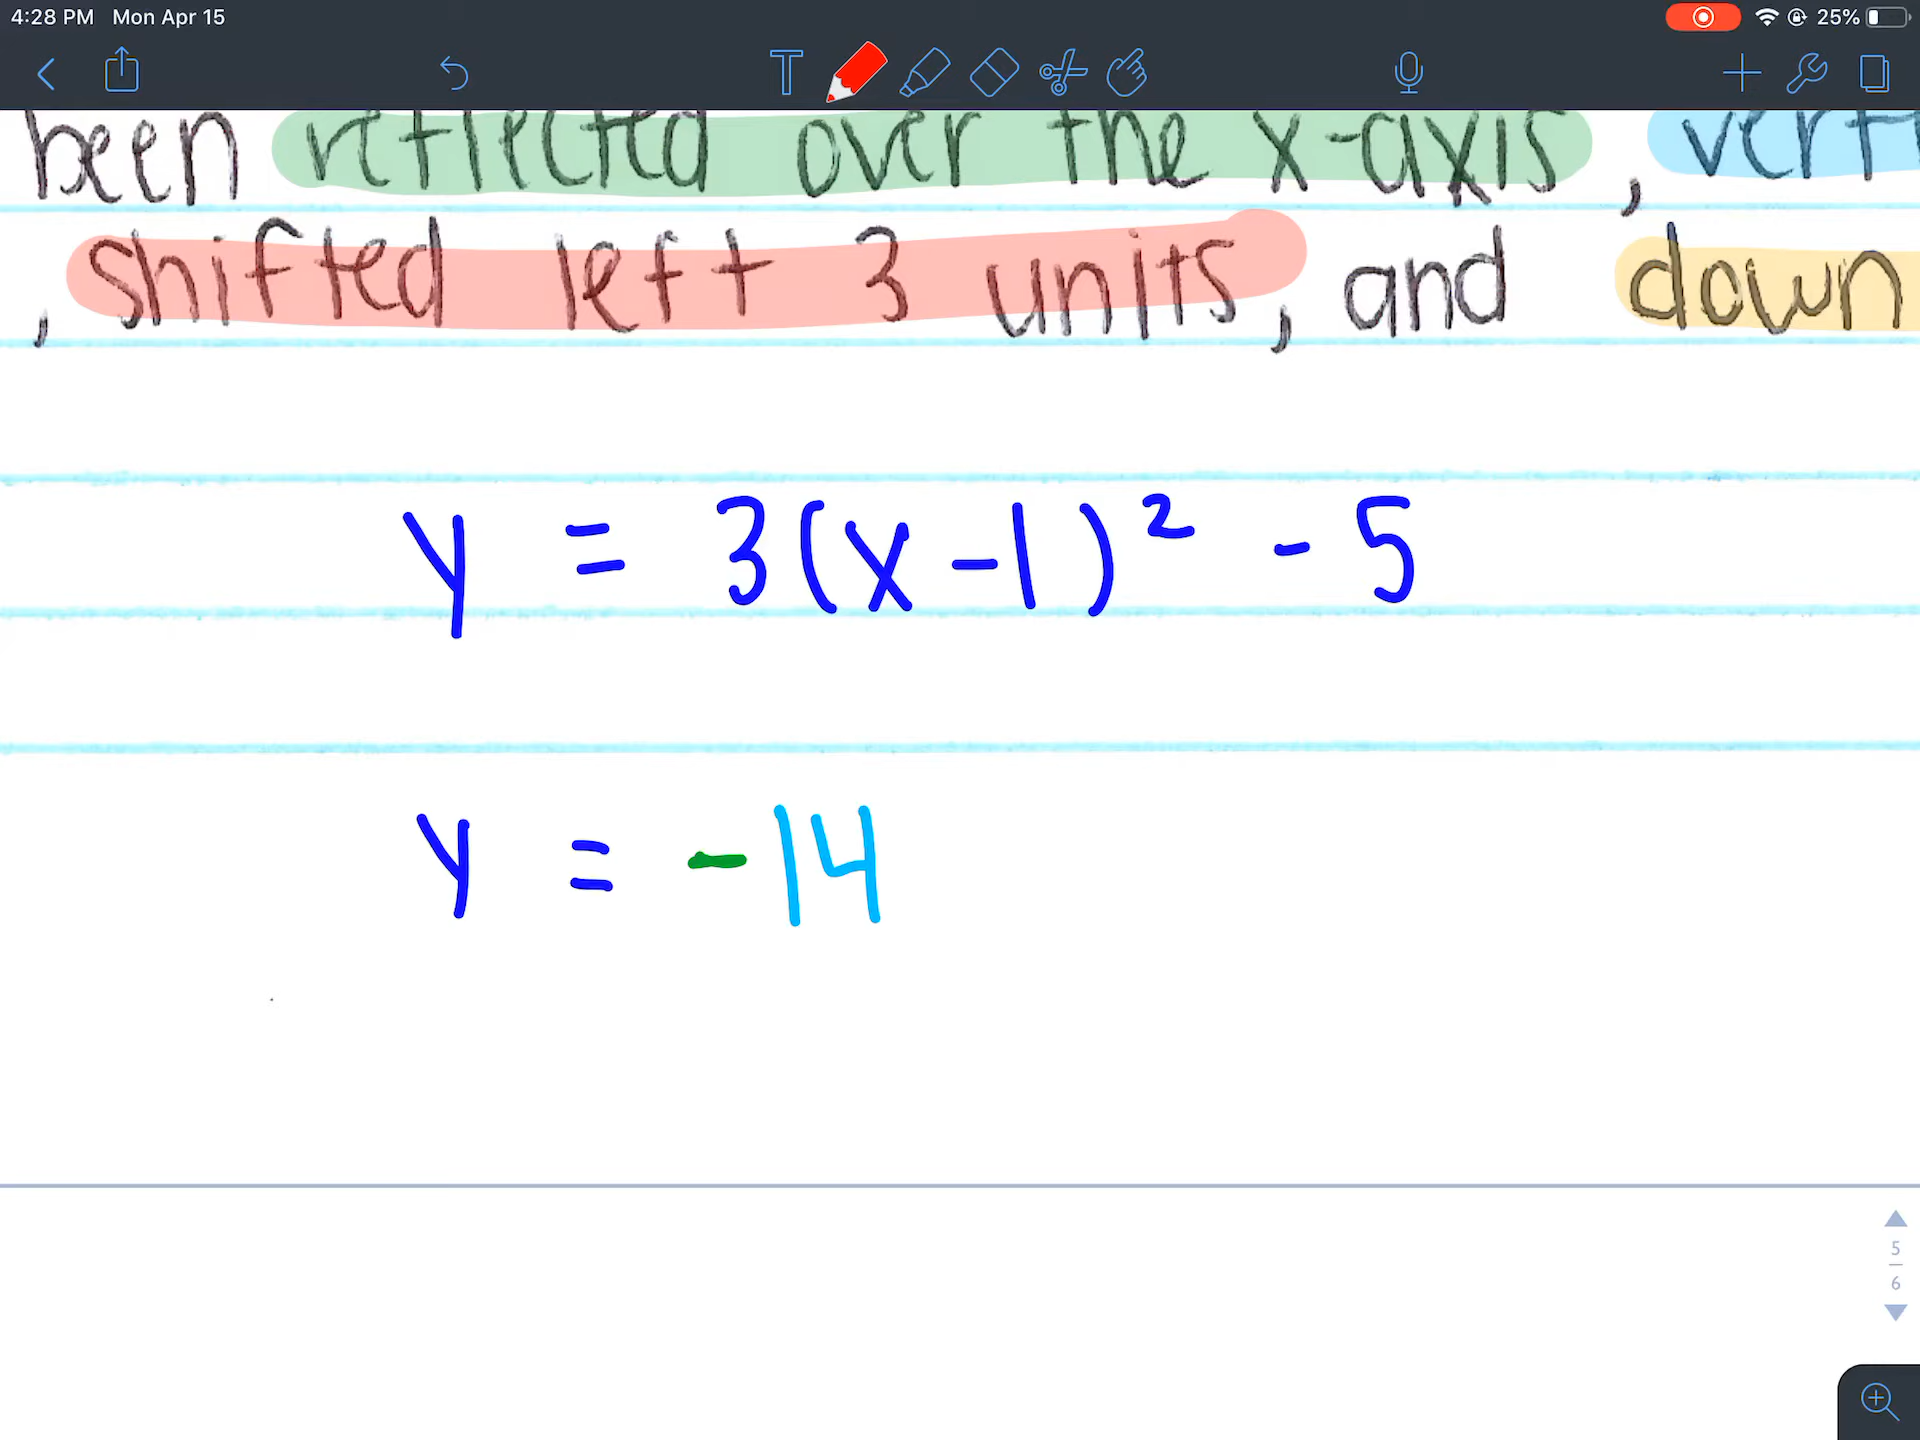 4:28 PM Mon Apr 15
25%
T
been reflected over the x-axis, vert
, shifted left 3 units, and down
y = 3(x-1)² - 5
y = -14
5
6